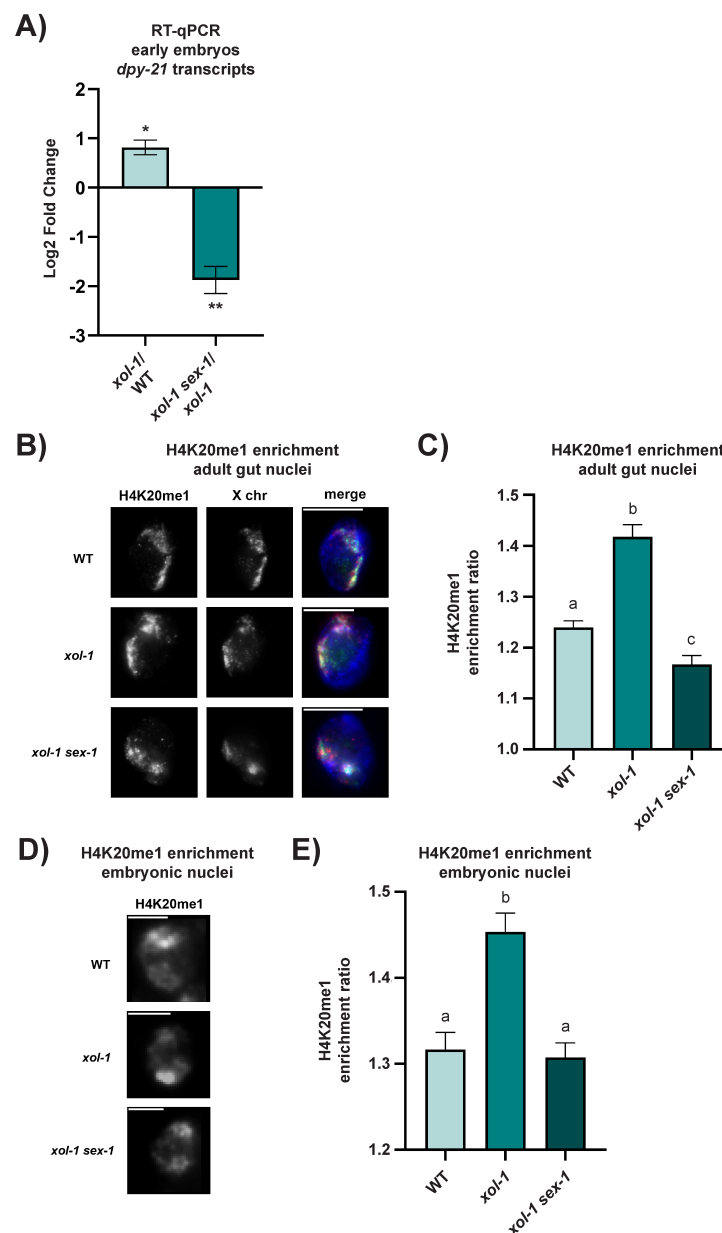 A)
RT-qPCR
early embryos
dpy-21 transcripts
Log2 Fold Change
2
1
0
-1
-2
-3
*
**
xol-1/
WT
xol-1 sex-1/
xol-1
B)
H4K20me1 enrichment
adult gut nuclei
H4K20me1 X chr merge
WT
xol-1
xol-1 sex-1
C)
H4K20me1 enrichment
adult gut nuclei
H4K20me1
enrichment ratio
1.5
1.4
1.3
1.2
1.1
1.0
a
b
c
WT
xol-1
xol-1 sex-1
D)
H4K20me1 enrichment
embryonic nuclei
H4K20me1
WT
xol-1
xol-1 sex-1
E)
H4K20me1 enrichment
embryonic nuclei
H4K20me1
enrichment ratio
1.5
1.4
1.3
1.2
a
b
a
WT
xol-1
xol-1 sex-1